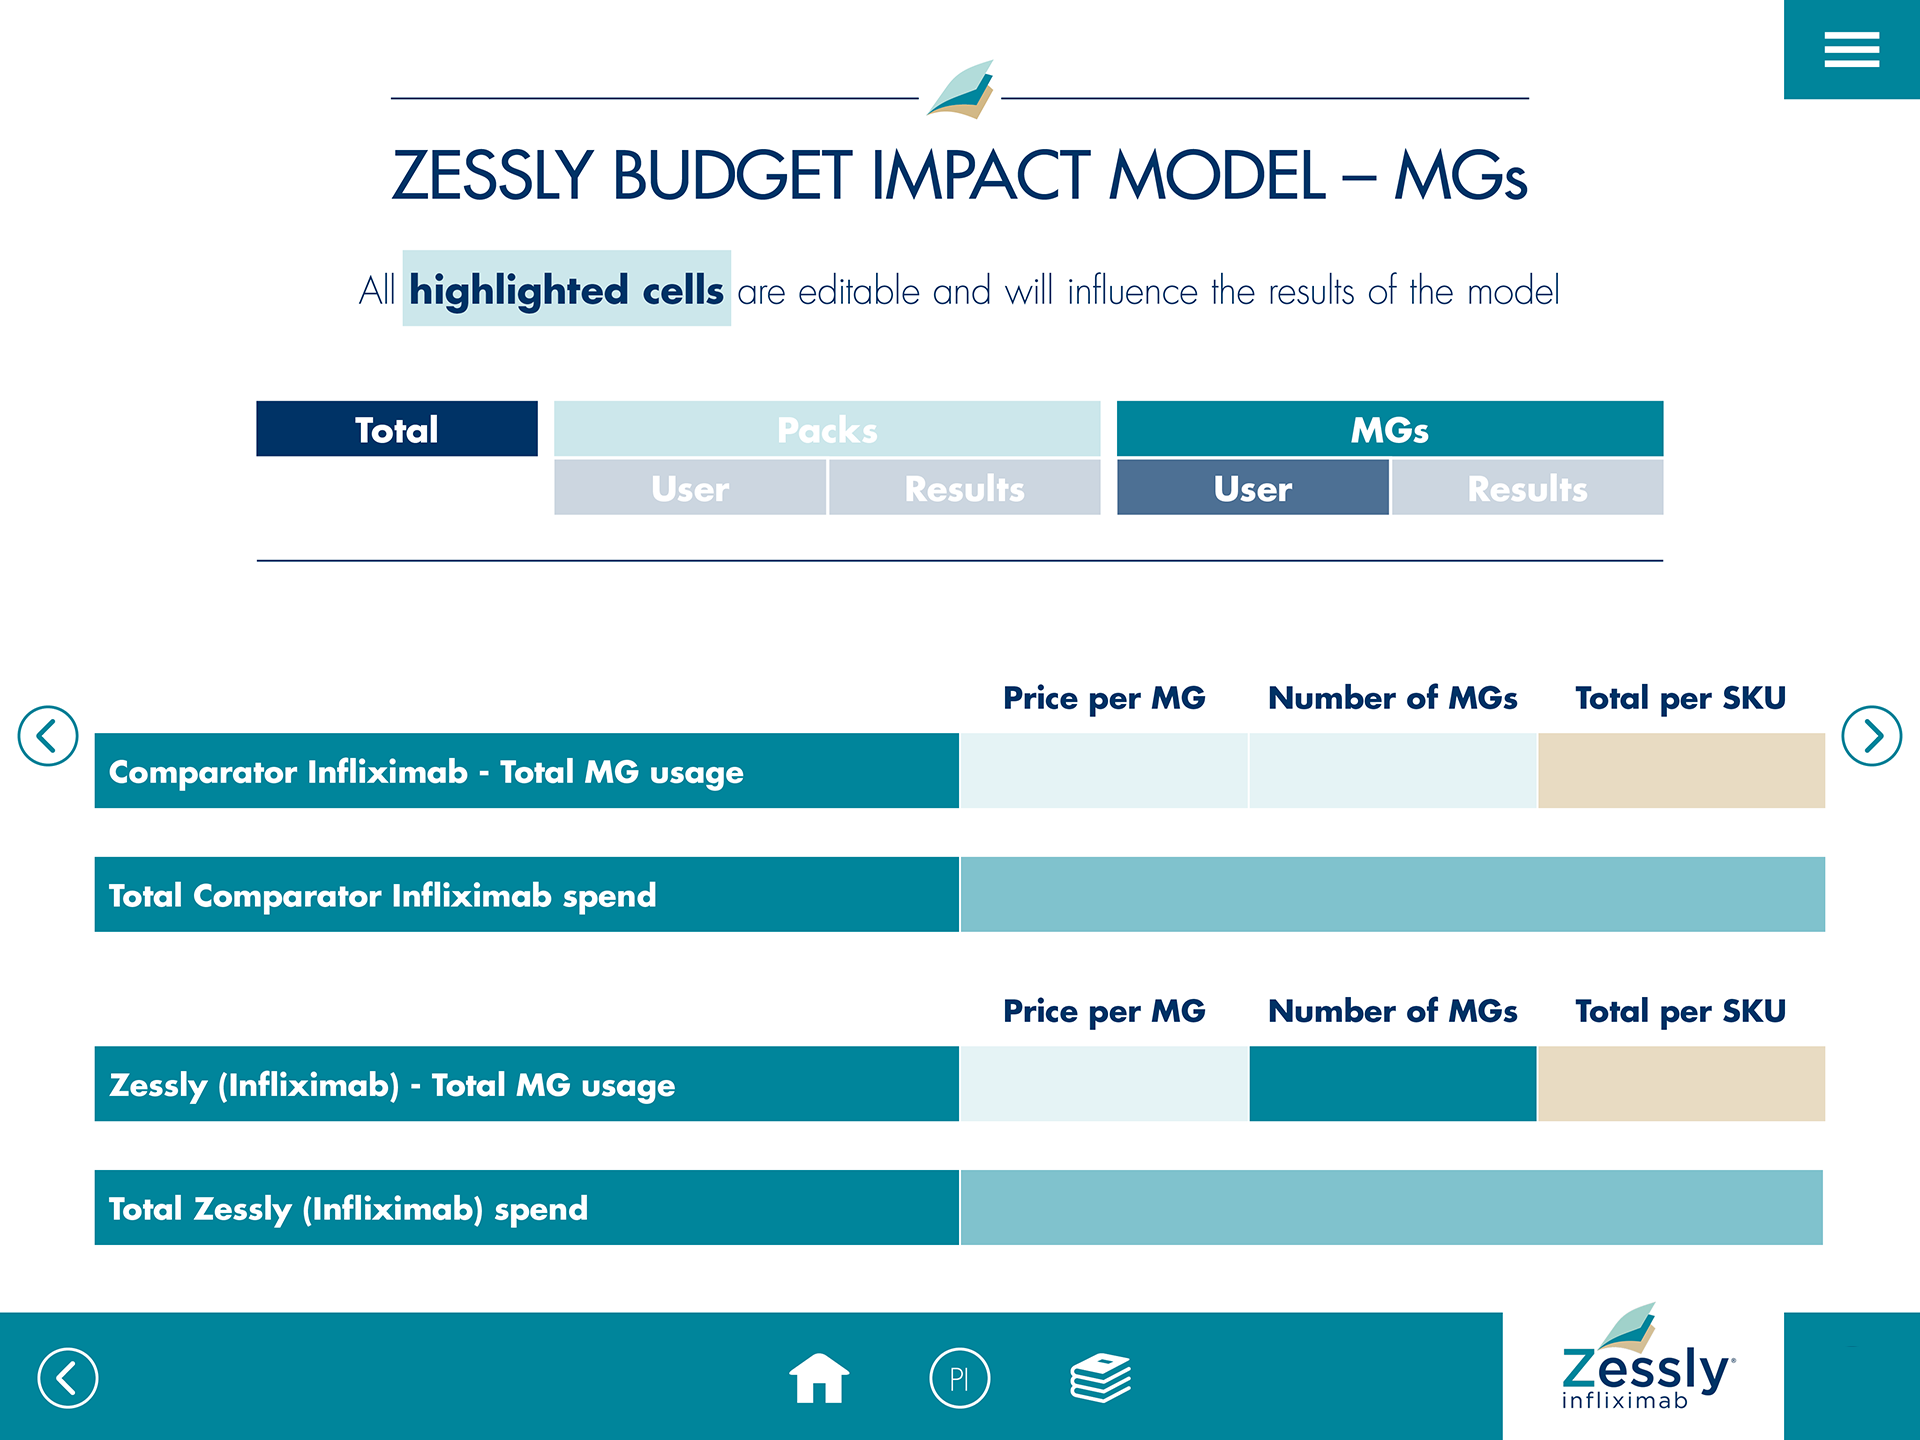 ZESSLY BUDGET IMPACT MODEL – MGs
All highlighted cells are editable and will influence the results of the model
Total Packs MGs
User Results User Results
Price per MG Number of MGs Total per SKU
Comparator Infliximab - Total MG usage
Total Comparator Infliximab spend
Price per MG Number of MGs Total per SKU
Zessly (Infliximab) - Total MG usage
Total Zessly (Infliximab) spend
PI
Zessly®
infliximab